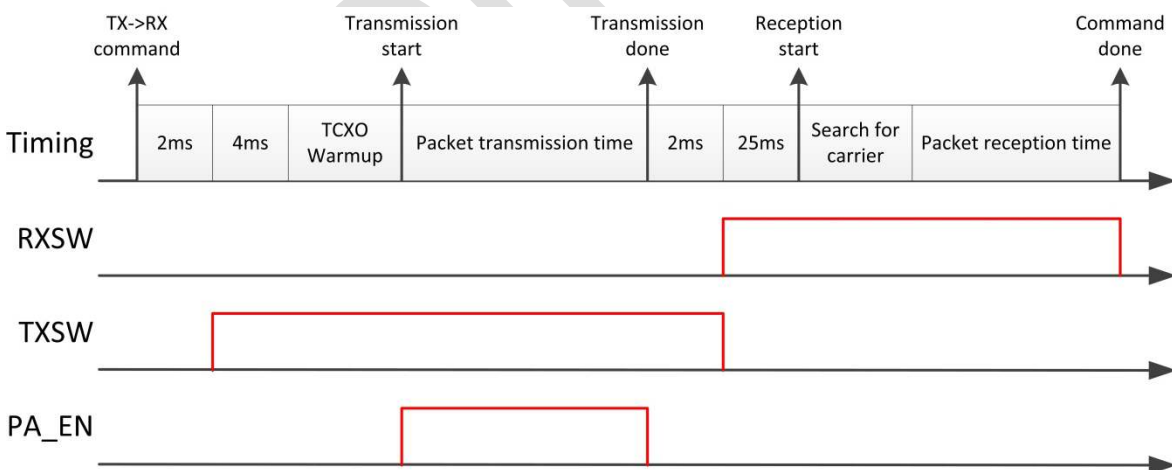 TX->RX
command
Transmission
start
Transmission
done
Reception
start
Command
done
Timing
2ms
4ms
TCXO
Warmup
Packet transmission time
2ms
25ms
Search for
carrier
Packet reception time
RXSW
TXSW
PA_EN